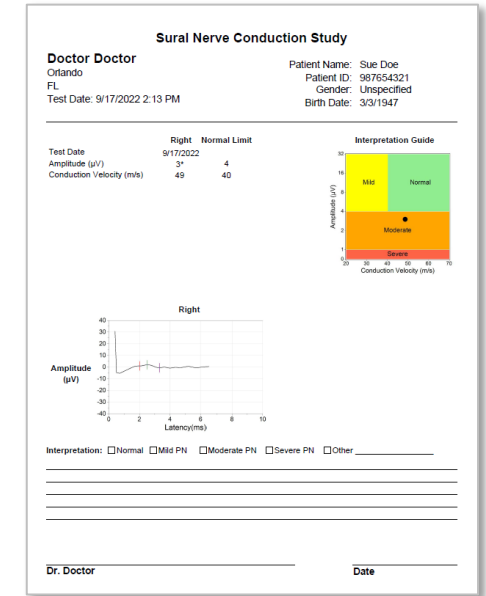 Sural Nerve Conduction Study
Doctor Doctor
Orlando
FL
Test Date: 9/17/2022 2:13 PM
Patient Name: Sue Doe
Patient ID: 987654321
Gender: Unspecified
Birth Date: 3/3/1947
Right Normal Limit
Test Date 9/17/2022
Amplitude (µV) 3* 4
Conduction Velocity (m/s) 49 40
Interpretation Guide
32
16
8
4
2
1
0
Amplitude (µV)
Mild Normal
Moderate
Severe
20 30 40 50 60 70
Conduction Velocity (m/s)
Right
40
30
20
10
0
-10
-20
-30
-40
Amplitude
(µV)
0 2 4 6 8 10
Latency(ms)
Interpretation: Normal Mild PN Moderate PN Severe PN Other
Dr. Doctor Date